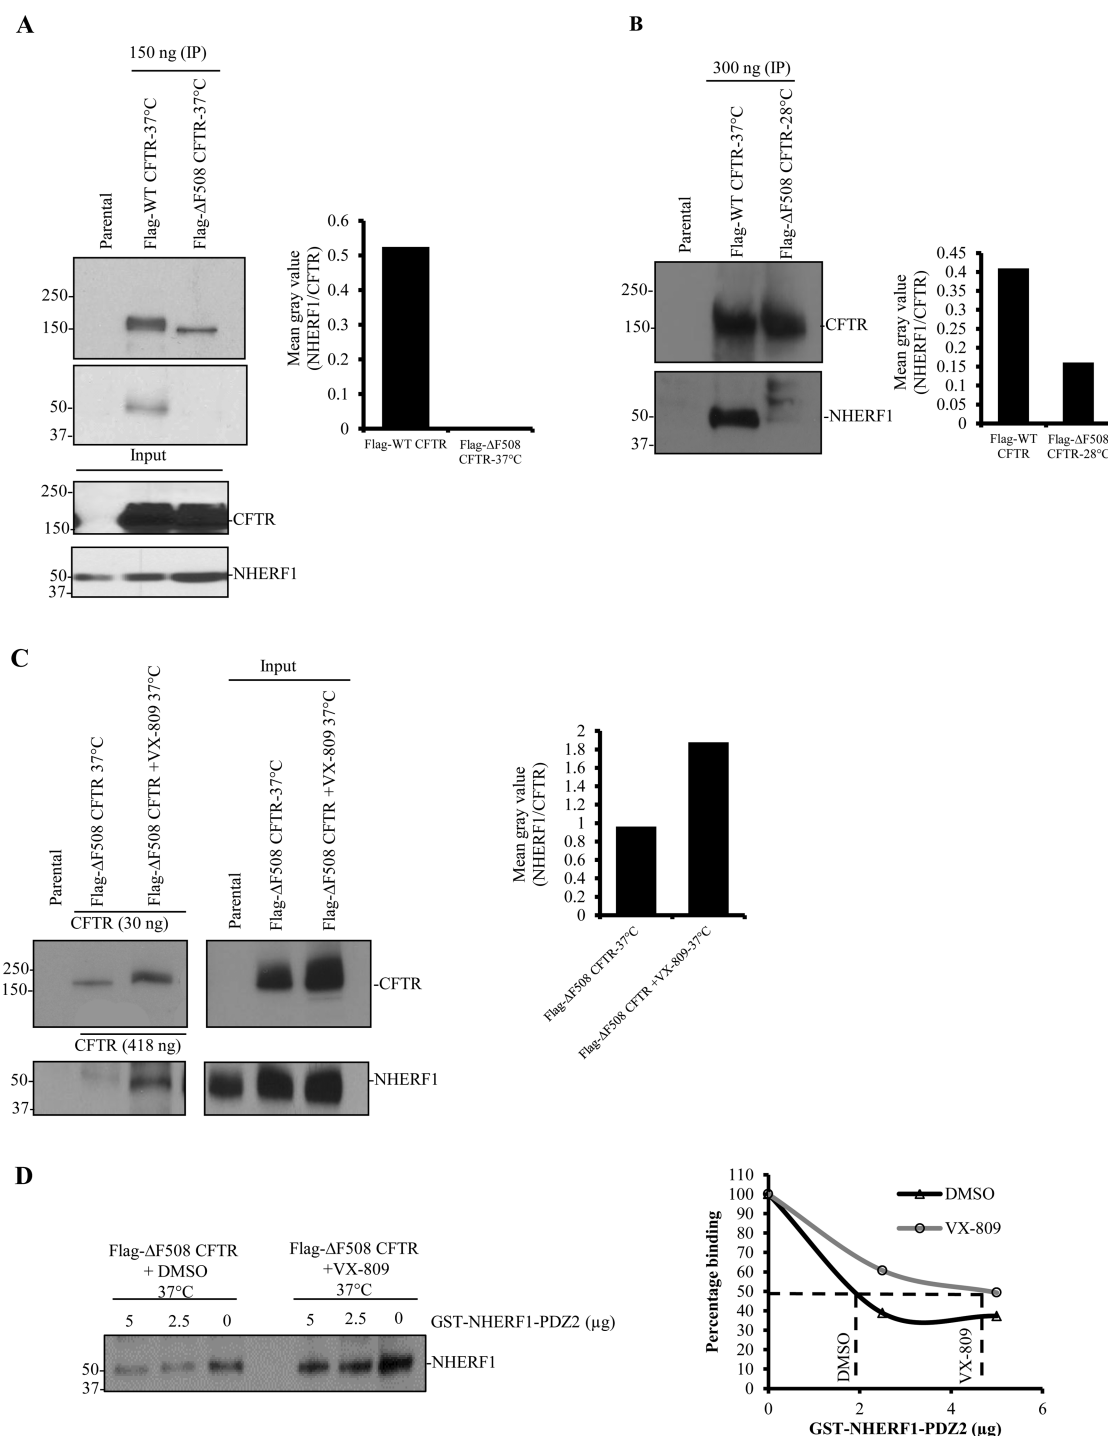 A
150 ng (IP)
Parental
Flag-WT CFTR-37°C
Flag-ΔF508 CFTR-37°C
250-
150-
50-
37-
Input
250-
150-
-CFTR
50-
37-
-NHERF1
Mean gray value
(NHERF1/CFTR)
0.6
0.5
0.4
0.3
0.2
0.1
0
Flag-WT CFTR
Flag-ΔF508
CFTR-37°C
B
300 ng (IP)
Parental
Flag-WT CFTR-37°C
Flag-ΔF508 CFTR-28°C
250-
150-
-CFTR
50-
37-
-NHERF1
Mean gray value
(NHERF1/CFTR)
0.45
0.4
0.35
0.3
0.25
0.2
0.15
0.1
0.05
0
Flag-WT
CFTR
Flag-ΔF508
CFTR-28°C
C
Parental
Flag-ΔF508 CFTR 37°C
Flag-ΔF508 CFTR +VX-809 37°C
CFTR (30 ng)
Input
Parental
Flag-ΔF508 CFTR-37°C
Flag-ΔF508 CFTR +VX-809 37°C
250-
150-
-CFTR
CFTR (418 ng)
50-
37-
-NHERF1
Mean gray value
(NHERF1/CFTR)
2
1.8
1.6
1.4
1.2
1
0.8
0.6
0.4
0.2
0
Flag-ΔF508 CFTR-37°C
Flag-ΔF508 CFTR +VX-809-37°C
D
Flag-ΔF508 CFTR
+ DMSO
37°C
Flag-ΔF508 CFTR
+VX-809
37°C
5 2.5 0 5 2.5 0 GST-NHERF1-PDZ2 (µg)
50-
37-
-NHERF1
Percentage binding
110
100
90
80
70
60
50
40
30
20
10
0
DMSO
VX-809
DMSO
VX-809
0 2 4 6
GST-NHERF1-PDZ2 (µg)